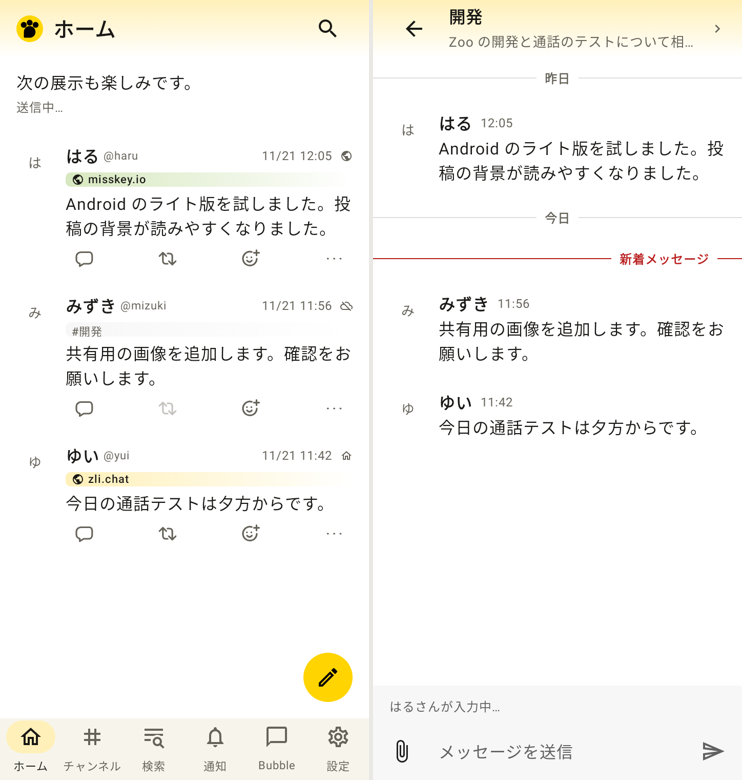 ホーム
次の展示も楽しみです。
送信中…
は
はる @haru 11/21 12:05
misskey.io
Android のライト版を試しました。投
稿の背景が読みやすくなりました。
み
みずき @mizuki 11/21 11:56
#開発
共有用の画像を追加します。確認をお
願いします。
ゆ
ゆい @yui 11/21 11:42
zli.chat
今日の通話テストは夕方からです。
ホーム
チャンネル
検索
通知
Bubble
設定
開発
Zoo の開発と通話のテストについて相…
昨日
は
はる 12:05
Android のライト版を試しました。投
稿の背景が読みやすくなりました。
今日
新着メッセージ
み
みずき 11:56
共有用の画像を追加します。確認をお
願いします。
ゆ
ゆい 11:42
今日の通話テストは夕方からです。
はるさんが入力中…
メッセージを送信